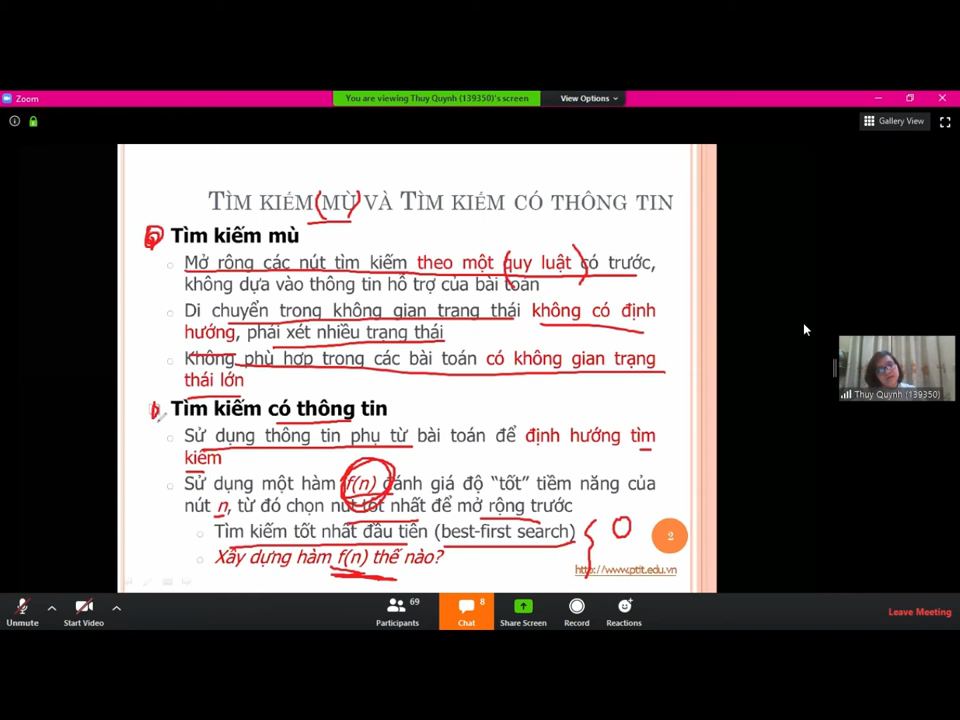 Zoom
You are viewing Thuy Quynh (139350)'s screen
View Options
Gallery View
TÌM KIẾM (MÙ) VÀ TÌM KIẾM CÓ THÔNG TIN
Tìm kiếm mù
Mở rộng các nút tìm kiếm theo một (quy luật) có trước,
không dựa vào thông tin hỗ trợ của bài toán
Di chuyển trong không gian trạng thái không có định
hướng, phải xét nhiều trạng thái
Không phù hợp trong các bài toán có không gian trạng
thái lớn
b Tìm kiếm có thông tin
Sử dụng thông tin phụ từ bài toán để định hướng tìm
kiếm
Sử dụng một hàm f(n) đánh giá độ "tốt" tiềm năng của
nút n, từ đó chọn nút tốt nhất để mở rộng trước
Tìm kiếm tốt nhất đầu tiên (best-first search)
Xây dựng hàm f(n) thế nào?
2
http://www.ptit.edu.vn
Thuy Quynh (139350)
69
8
Unmute
Start Video
Participants
Chat
Share Screen
Record
Reactions
Leave Meeting